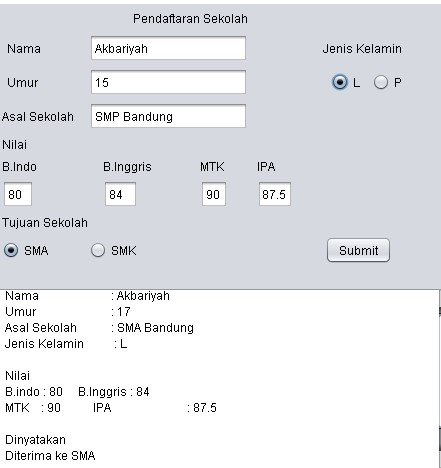 Pendaftaran Sekolah
Nama Akbariyah Jenis Kelamin
Umur 15 L P
Asal Sekolah SMP Bandung
Nilai
B.Indo B.Inggris MTK IPA
80 84 90 87.5
Tujuan Sekolah
SMA SMK Submit
Nama : Akbariyah
Umur : 17
Asal Sekolah : SMA Bandung
Jenis Kelamin : L
Nilai
B.indo : 80 B.Inggris : 84
MTK : 90 IPA : 87.5
Dinyatakan
Diterima ke SMA